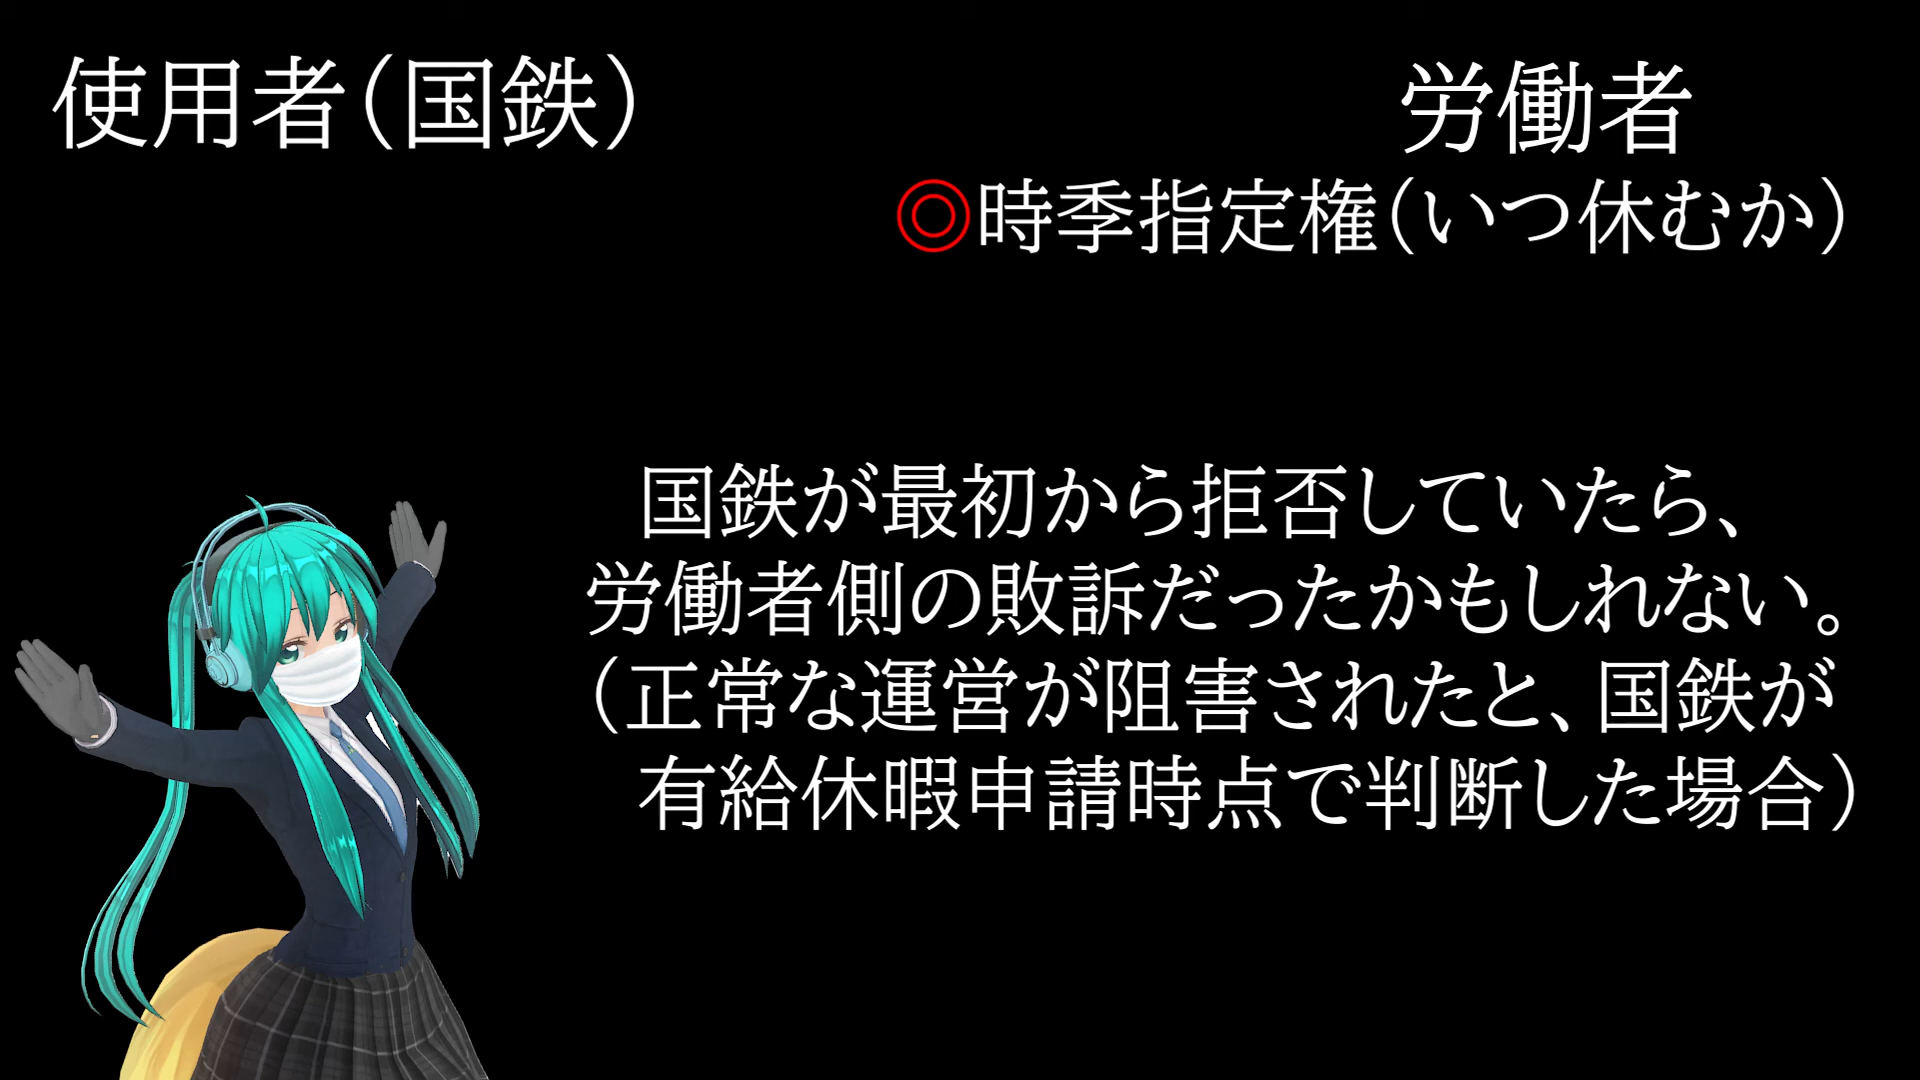 使用者（国鉄）
労働者
◎時季指定権（いつ休むか）
国鉄が最初から拒否していたら、
労働者側の敗訴だったかもしれない。
（正常な運営が阻害されたと、国鉄が
有給休暇申請時点で判断した場合）